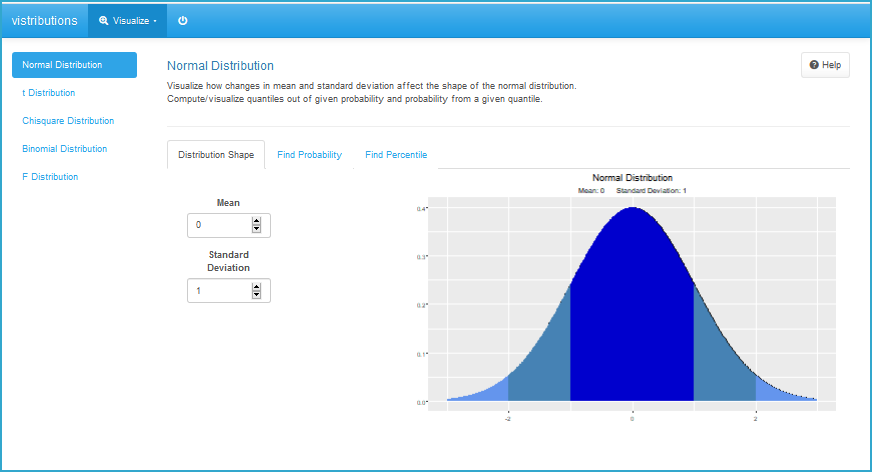 vistributions Visualize
Normal Distribution
t Distribution
Chisquare Distribution
Binomial Distribution
F Distribution
Normal Distribution
Help
Visualize how changes in mean and standard deviation affect the shape of the normal distribution.
Compute/visualize quantiles out of given probability and probability from a given quantile.
Distribution Shape Find Probability Find Percentile
Mean
0
Standard
Deviation
1
Normal Distribution
Mean: 0 Standard Deviation: 1
0.4
0.3
0.2
0.1
0.0
-2 0 2